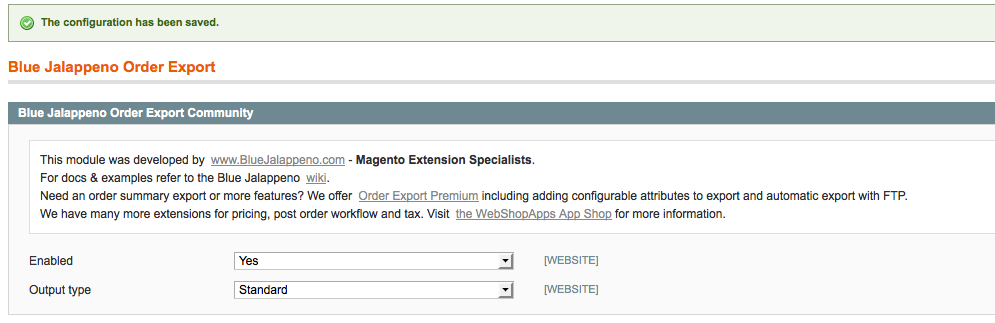 The configuration has been saved.
Blue Jalappeno Order Export
Blue Jalappeno Order Export Community
This module was developed by www.BlueJalappeno.com - Magento Extension Specialists.
For docs & examples refer to the Blue Jalappeno wiki.
Need an order summary export or more features? We offer Order Export Premium including adding configurable attributes to export and automatic export with FTP.
We have many more extensions for pricing, post order workflow and tax. Visit the WebShopApps App Shop for more information.
Enabled Yes [WEBSITE]
Output type Standard [WEBSITE]